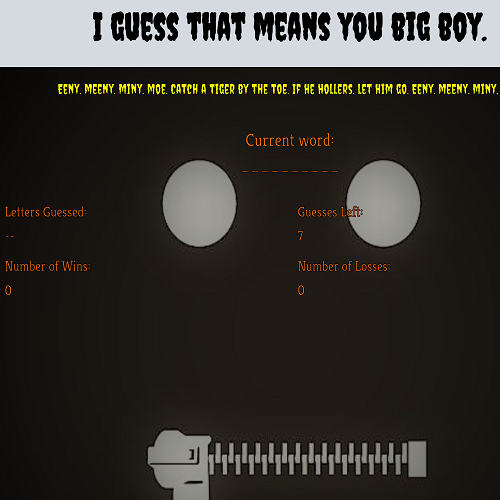 I GUESS THAT MEANS YOU BIG BOY.
EENY. MEENY. MINY. MOE. CATCH A TIGER BY THE TOE. IF HE HOLLERS. LET HIM GO. EENY. MEENY. MINY.
Current word:
_ _ _ _ _ _ _ _ _ _
Letters Guessed:
--
Guesses Left:
7
Number of Wins:
0
Number of Losses:
0